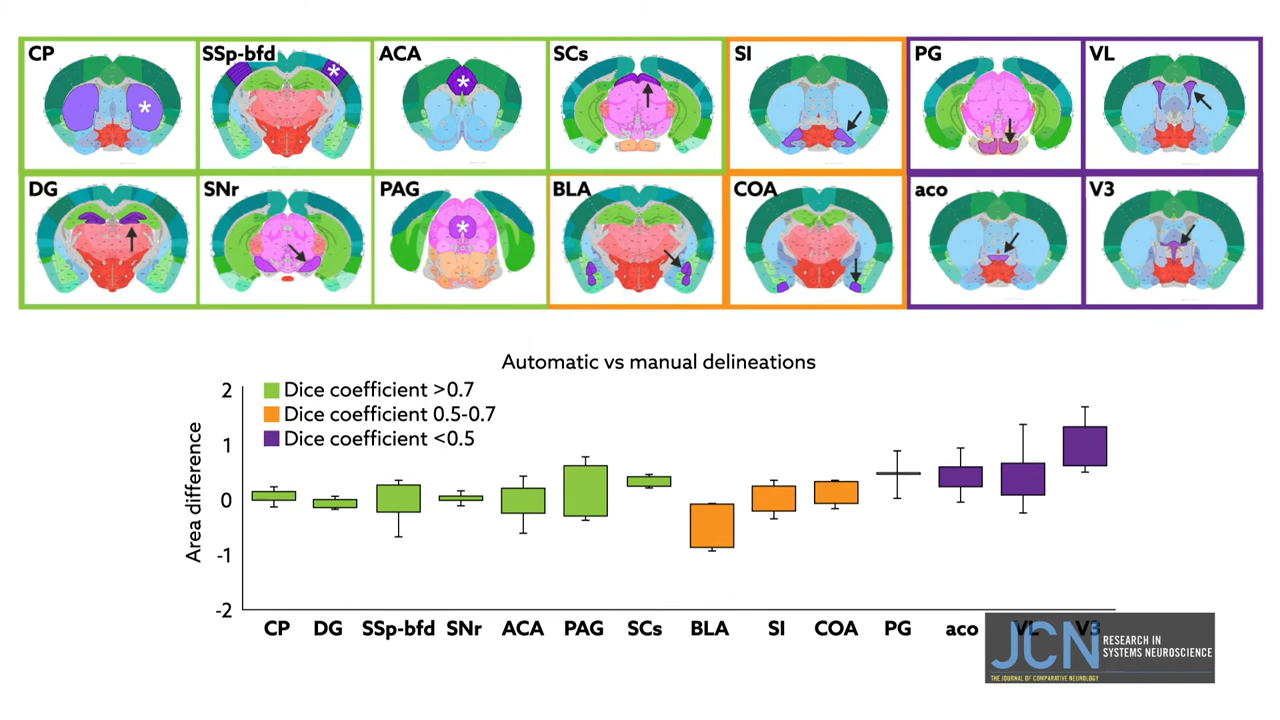 CP SSp-bfd ACA SCs SI PG VL
* * *
DG SNr PAG BLA COA aco V3
*
Automatic vs manual delineations
Dice coefficient >0.7
Dice coefficient 0.5-0.7
Dice coefficient <0.5
Area difference
2
1
0
-1
-2
CP DG SSp-bfd SNr ACA PAG SCs BLA SI COA PG aco VL V3
JCN RESEARCH IN
SYSTEMS NEUROSCIENCE
THE JOURNAL OF COMPARATIVE NEUROLOGY